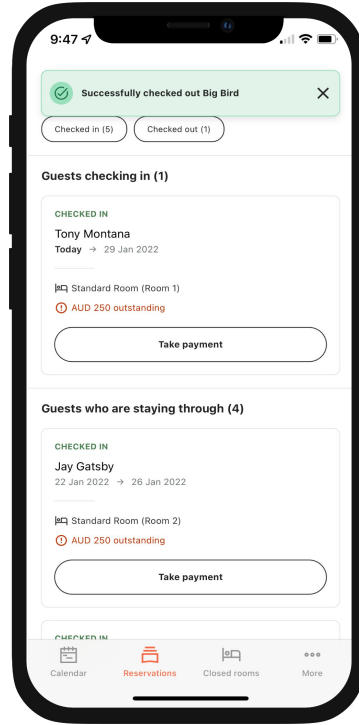 9:47
Successfully checked out Big Bird
Checked in (5) Checked out (1)
Guests checking in (1)
CHECKED IN
Tony Montana
Today → 29 Jan 2022
Standard Room (Room 1)
AUD 250 outstanding
Take payment
Guests who are staying through (4)
CHECKED IN
Jay Gatsby
22 Jan 2022 → 26 Jan 2022
Standard Room (Room 2)
AUD 250 outstanding
Take payment
CHECKED IN
Calendar Reservations Closed rooms More